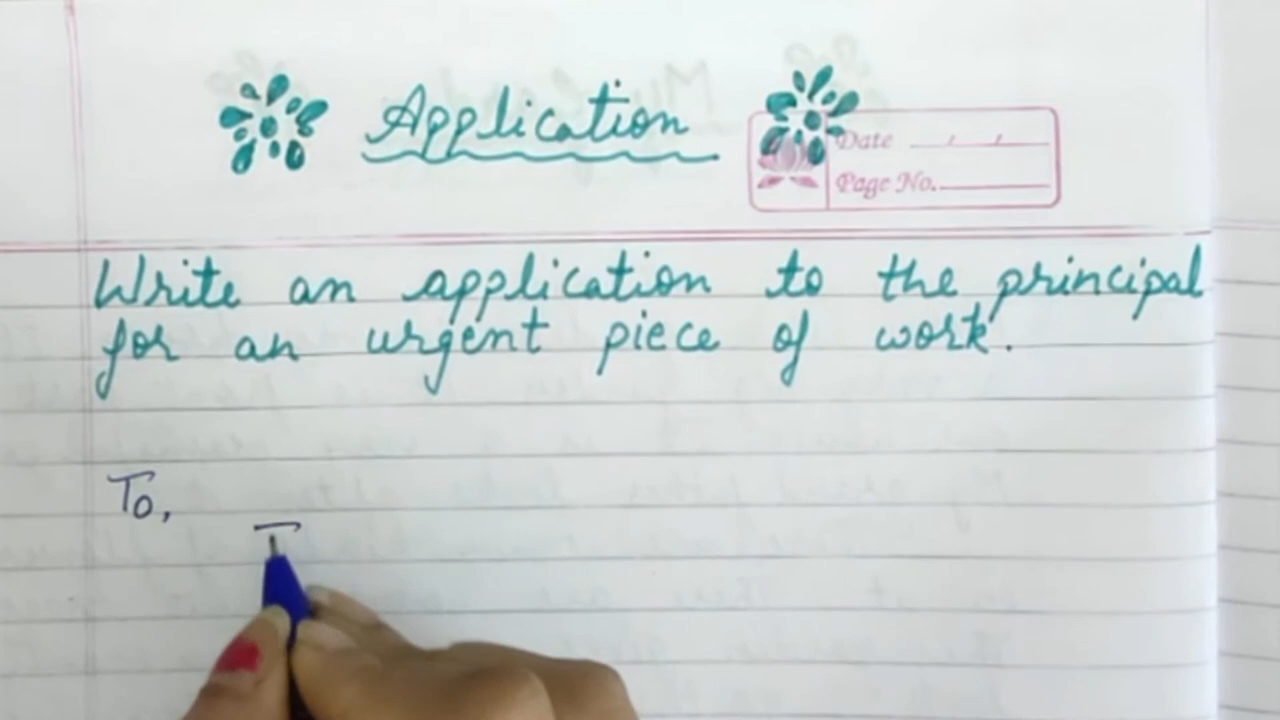 Application
Date / /
Page No.
Write an application to the principal
for an urgent piece of work.
To,